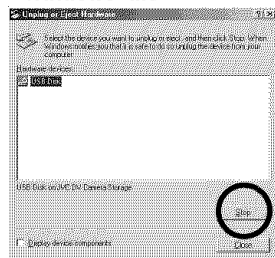 Unplug or Eject Hardware
Select the device you want to unplug or eject, and then click Stop. When
Windows notifies you that it is safe to do so unplug the device from your
computer.
Hardware devices:
USB Disk
USB Disk on JVC DV Camera Storage
Stop
Display device components
Close